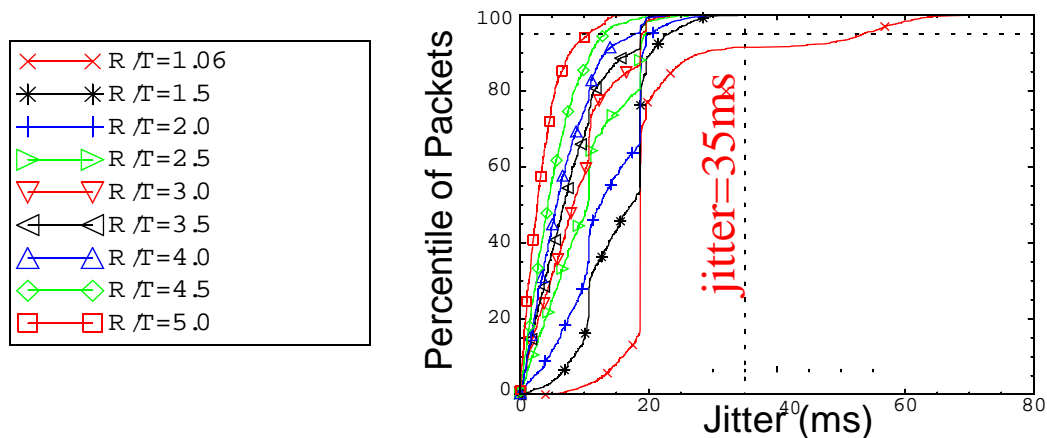 R/T=1.06
R/T=1.5
R/T=2.0
R/T=2.5
R/T=3.0
R/T=3.5
R/T=4.0
R/T=4.5
R/T=5.0
Percentile of Packets
100
80
60
40
20
0
jitter=35ms
0
20
40
60
80
Jitter (ms)